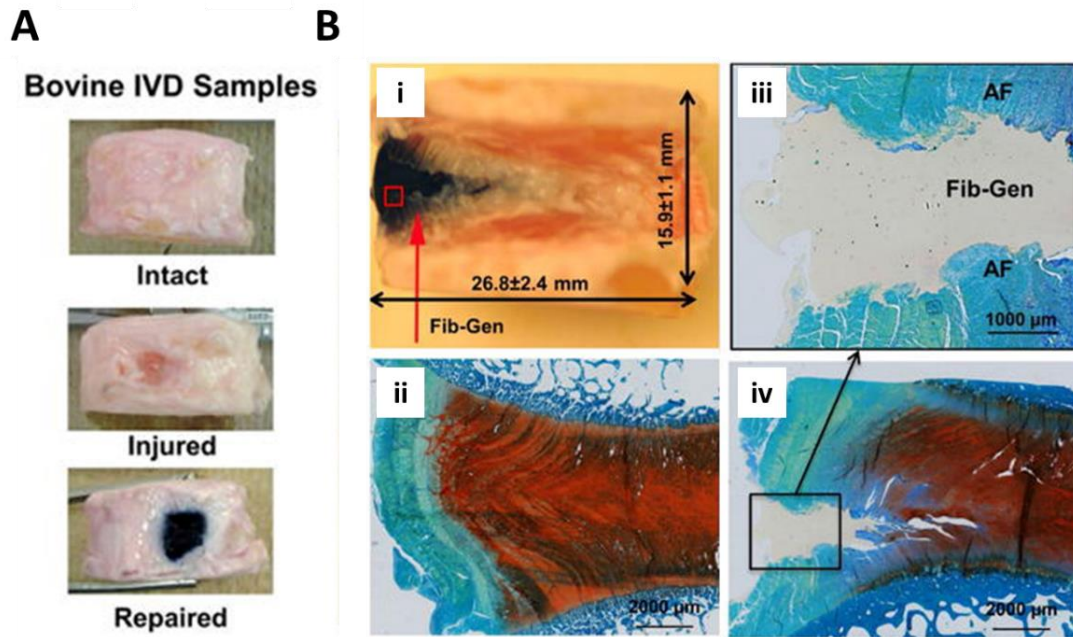 A
B
Bovine IVD Samples
Intact
Injured
Repaired
i
15.9±1.1 mm
26.8±2.4 mm
Fib-Gen
iii
AF
Fib-Gen
AF
1000 µm
ii
2000 µm
iv
2000 µm